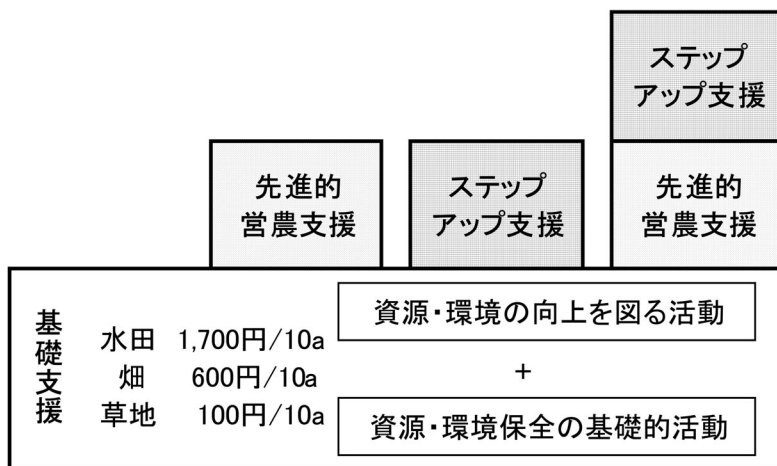 ステップ
アップ支援
先進的
営農支援
ステップ
アップ支援
先進的
営農支援
基礎支援
水田 1,700円/10a
畑 600円/10a
草地 100円/10a
資源・環境の向上を図る活動
+
資源・環境保全の基礎的活動